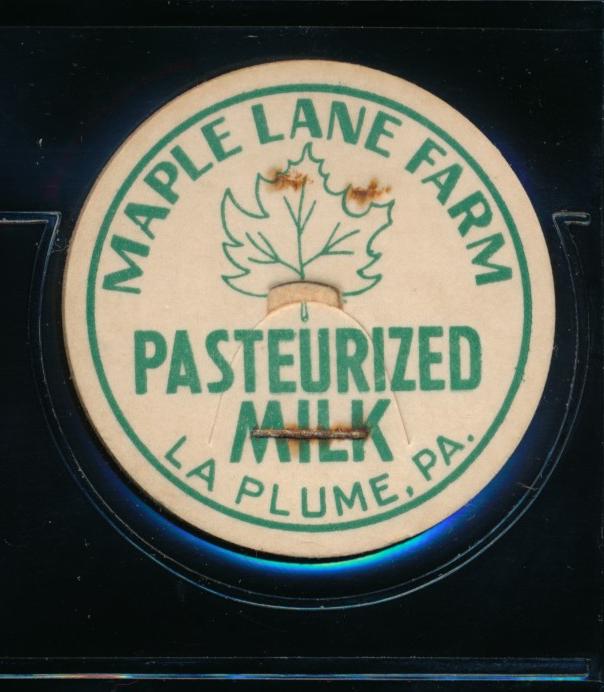 MAPLE LANE FARM
PASTEURIZED
MILK
LA PLUME, PA.